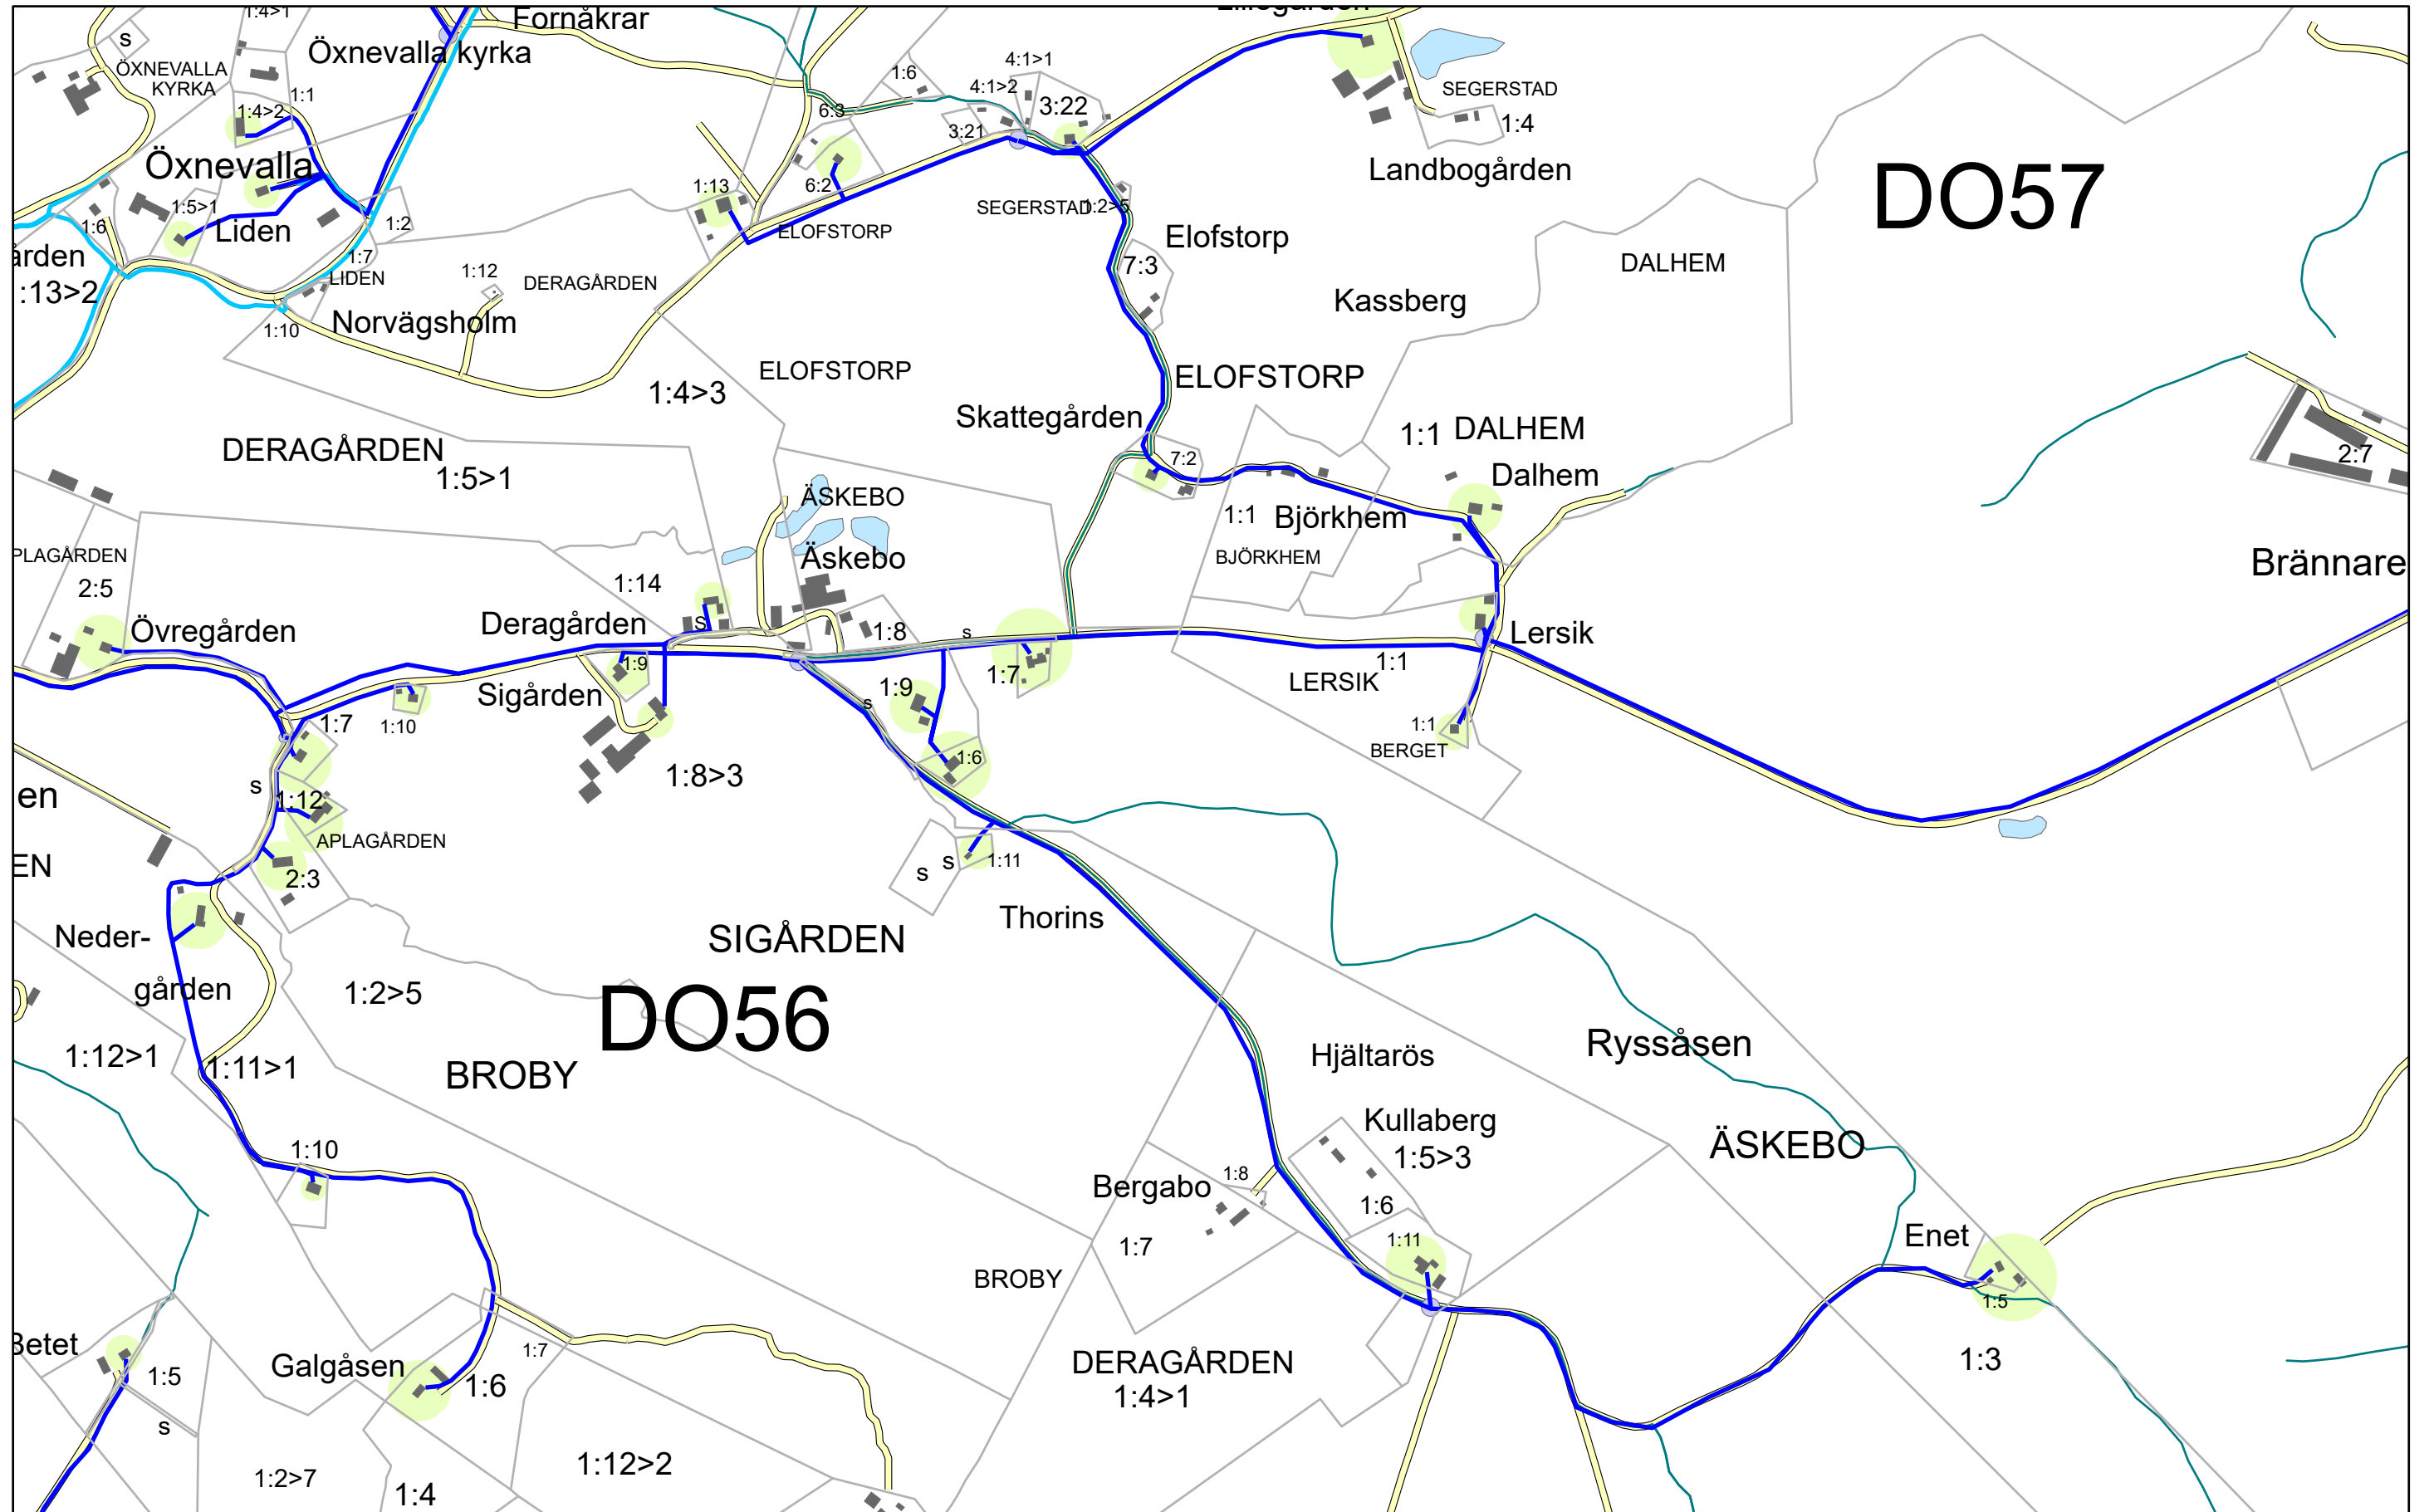 1:4>1
Fornåkrar
S
Öxnevalla kyrka
ÖXNEVALLA
KYRKA
1:6
4:1>1
4:1>2
SEGERSTAD
1:1
1:4>2
6:3
3:22
3:21
1:4
Öxnevalla
Landbogården
DO57
1:13
6:2
1:5>1
SEGERSTAD
1:2>5
1:6
Liden
1:2
ELOFSTORP
Elofstorp
1:7
LIDEN
1:12
DERAGÅRDEN
7:3
DALHEM
:13>2
Kassberg
1:10
Norvägsholm
ELOFSTORP
ELOFSTORP
1:4>3
Skattegården
1:1
DALHEM
DERAGÅRDEN
1:5>1
7:2
Dalhem
2:7
ÄSKEBO
1:1
Björkhem
PLAGÅRDEN
BJÖRKHEM
2:5
Äskebo
1:14
Brännare
Övregården
Deragården
S
1:8
s
Lersik
1:9
1:7
1:1
Sigården
1:9
LERSIK
s
1:7
1:10
1:1
BERGET
1:6
1:8>3
s
en
1:12
APLAGÅRDEN
EN
s
1:11
s
2:3
Thorins
Neder-
gården
SIGÅRDEN
1:2>5
DO56
1:12>1
1:11>1
BROBY
Hjältarös
Ryssåsen
Kullaberg
1:5>3
ÄSKEBO
1:10
1:8
Bergabo
1:6
1:7
1:11
Enet
BROBY
1:5
Betet
1:7
1:5
Galgåsen
1:6
DERAGÅRDEN
1:4>1
1:3
s
1:12>2
1:2>7
1:4